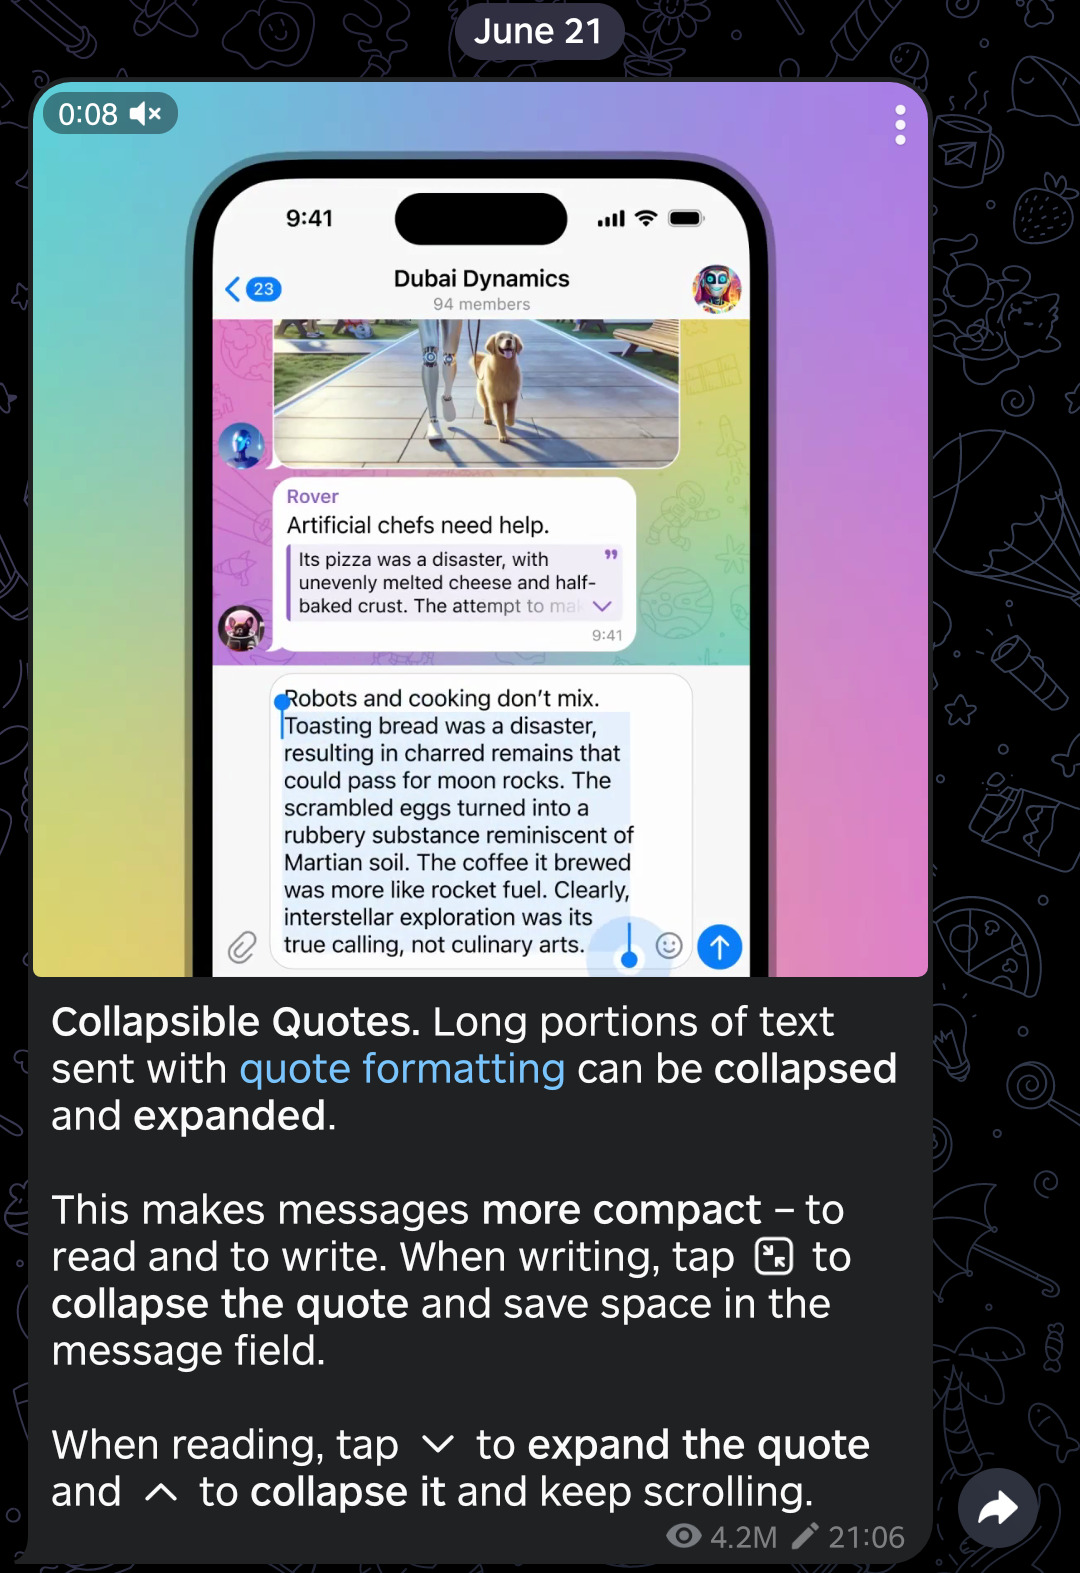 June 21
0:08
9:41
23
Dubai Dynamics
94 members
Rover
Artificial chefs need help.
Its pizza was a disaster, with
unevenly melted cheese and half-
baked crust. The attempt to
9:41
Robots and cooking don’t mix.
Toasting bread was a disaster,
resulting in charred remains that
could pass for moon rocks. The
scrambled eggs turned into a
rubbery substance reminiscent of
Martian soil. The coffee it brewed
was more like rocket fuel. Clearly,
interstellar exploration was its
true calling, not culinary arts.
Collapsible Quotes. Long portions of text
sent with quote formatting can be collapsed
and expanded.
This makes messages more compact – to
read and to write. When writing, tap to
collapse the quote and save space in the
message field.
When reading, tap to expand the quote
and to collapse it and keep scrolling.
4.2M 21:06